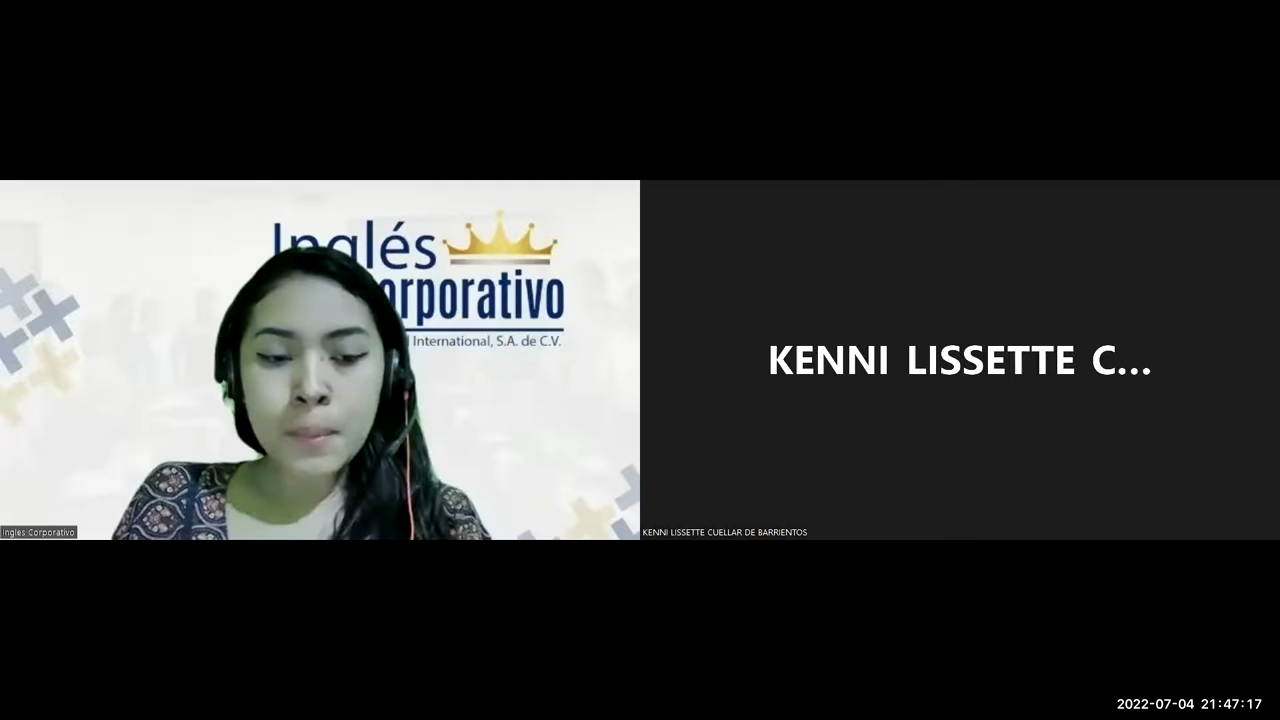 Inglés
orporativo
l International, S.A. de C.V.
KENNI LISSETTE C...
Ingles Corporativo
KENNI LISSETTE CUELLAR DE BARRIENTOS
2022-07-04 21:47:17